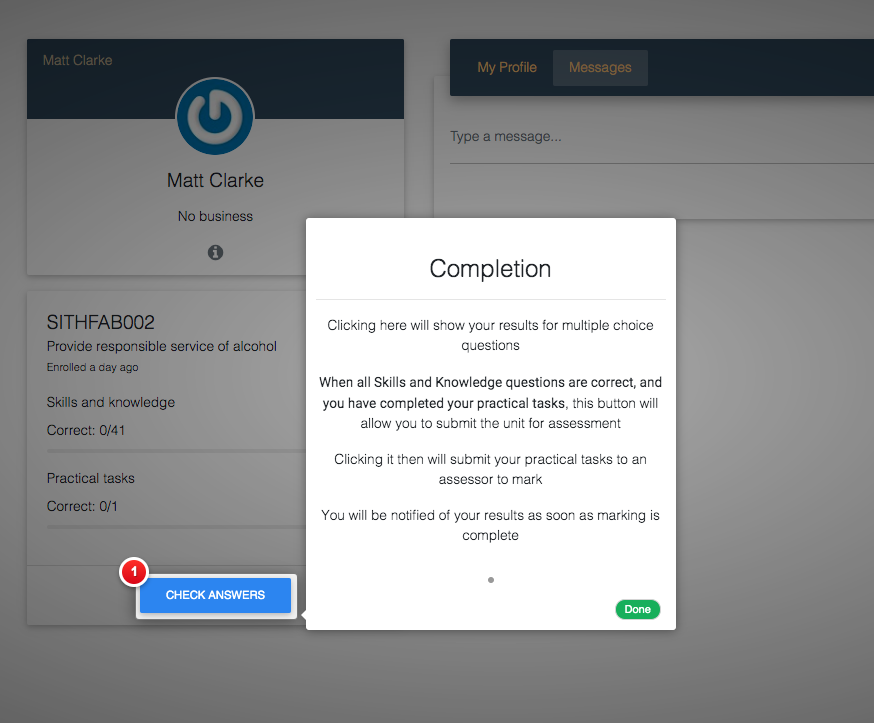 Matt Clarke
My Profile
Messages
Type a message...
Matt Clarke
No business
SITHFAB002
Provide responsible service of alcohol
Enrolled a day ago
Skills and knowledge
Correct: 0/41
Practical tasks
Correct: 0/1
1
CHECK ANSWERS
Completion
Clicking here will show your results for multiple choice
questions
When all Skills and Knowledge questions are correct, and
you have completed your practical tasks, this button will
allow you to submit the unit for assessment
Clicking it then will submit your practical tasks to an
assessor to mark
You will be notified of your results as soon as marking is
complete
Done